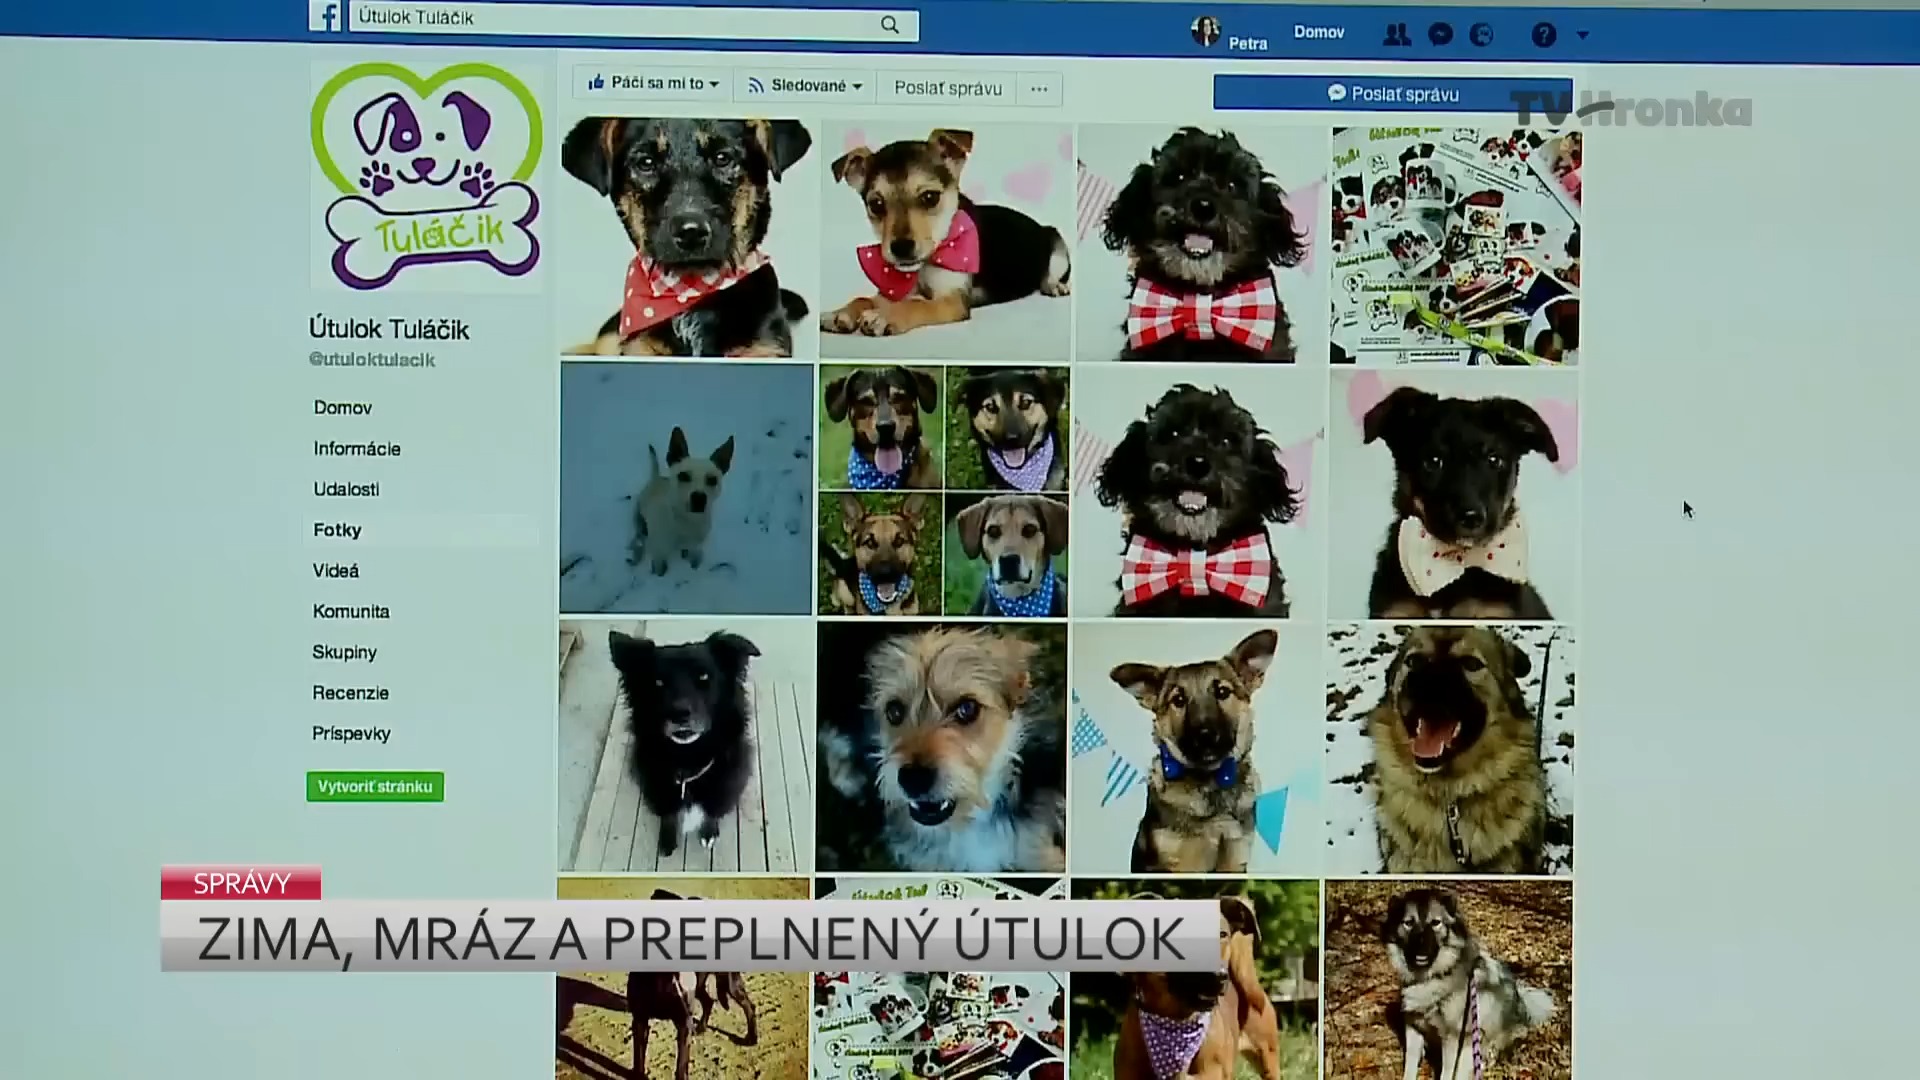 Útulok Tuláčik
Petra
Domov
Páči sa mi to
Sledované
Poslať správu
Poslať správu
TV Hronka
Tuláčik
Útulok Tuláčik
@utuloktulacik
Domov
Informácie
Udalosti
Fotky
Videá
Komunita
Skupiny
Recenzie
Príspevky
Vytvoriť stránku
SPRÁVY
ZIMA, MRÁZ A PREPLNENÝ ÚTULOK